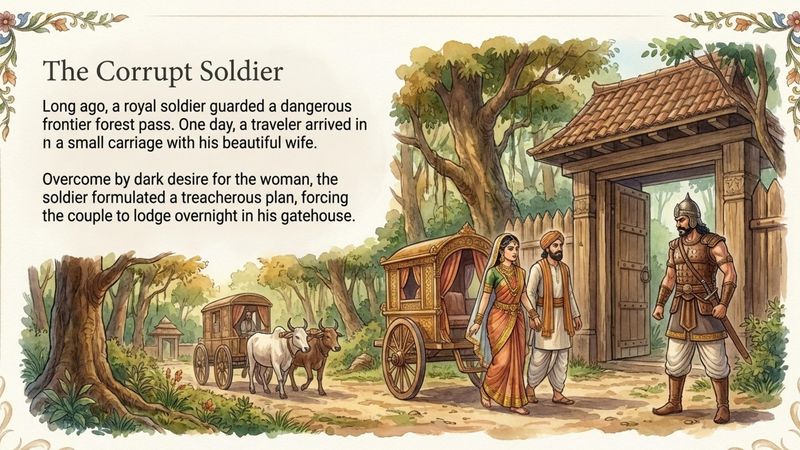 The Corrupt Soldier
Long ago, a royal soldier guarded a dangerous
frontier forest pass. One day, a traveler arrived in
n a small carriage with his beautiful wife.
Overcome by dark desire for the woman, the
soldier formulated a treacherous plan, forcing
the couple to lodge overnight in his gatehouse.